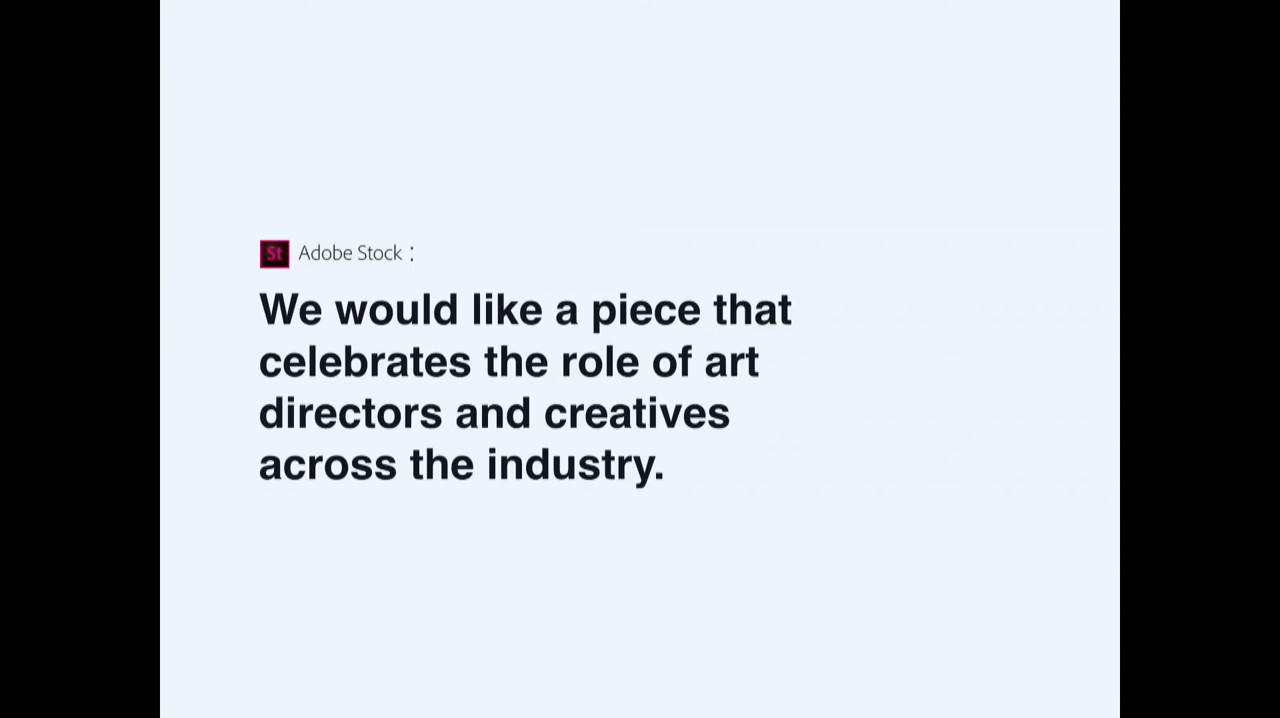 St Adobe Stock :
We would like a piece that
celebrates the role of art
directors and creatives
across the industry.